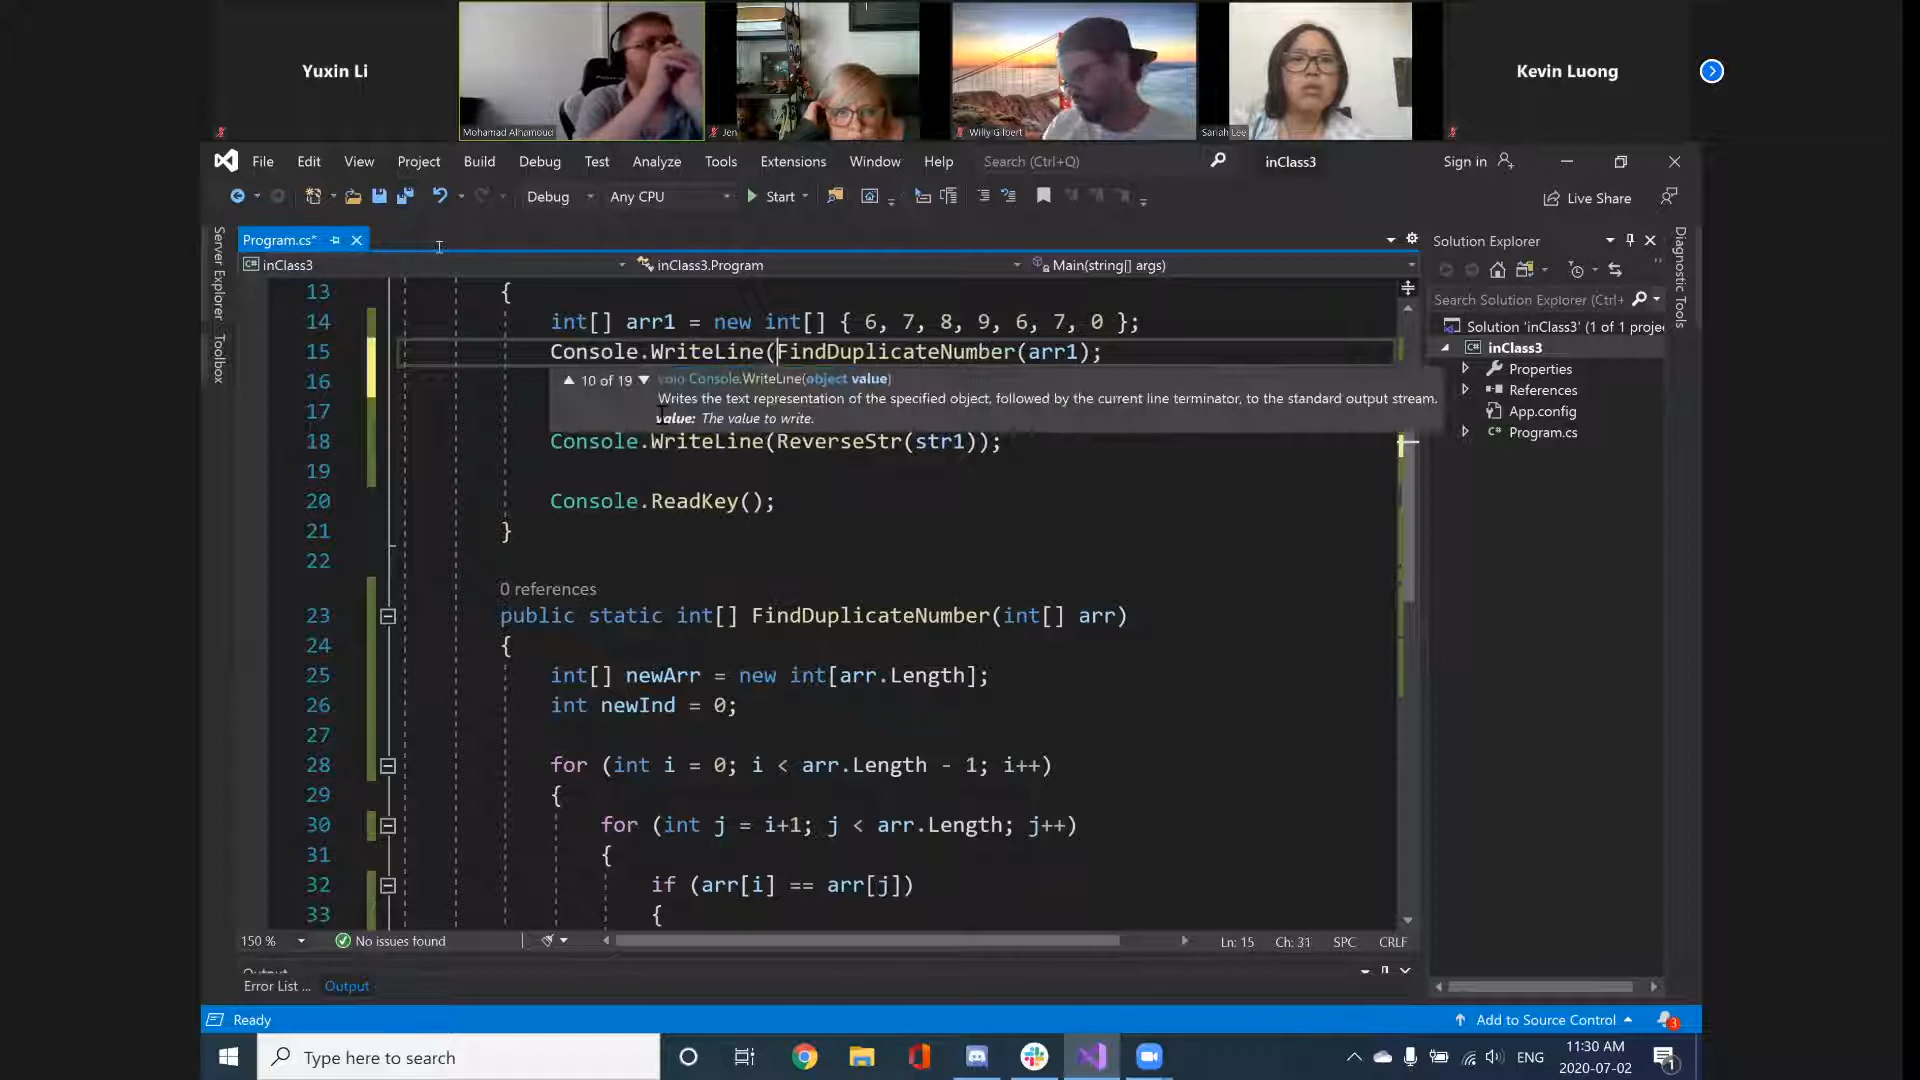 Yuxin Li
Mohamad Alhamoud
Jen
Willy Gilbert
Sariah Lee
Kevin Luong
File Edit View Project Build Debug Test Analyze Tools Extensions Window Help Search (Ctrl+Q) inClass3 Sign in
Debug Any CPU Start Live Share
Server Explorer
Toolbox
Program.cs*
inClass3 inClass3.Program Main(string[] args)
13 {
14 int[] arr1 = new int[] { 6, 7, 8, 9, 6, 7, 0 };
15 Console.WriteLine(FindDuplicateNumber(arr1);
16 10 of 19 void Console.WriteLine(object value)
Writes the text representation of the specified object, followed by the current line terminator, to the standard output stream.
17 value: The value to write.
18 Console.WriteLine(ReverseStr(str1));
19
20 Console.ReadKey();
21 }
22
0 references
23 public static int[] FindDuplicateNumber(int[] arr)
24 {
25 int[] newArr = new int[arr.Length];
26 int newInd = 0;
27
28 for (int i = 0; i < arr.Length - 1; i++)
29 {
30 for (int j = i+1; j < arr.Length; j++)
31 {
32 if (arr[i] == arr[j])
33 {
150 % No issues found Ln: 15 Ch: 31 SPC CRLF
Output
Error List ... Output
Solution Explorer
Search Solution Explorer (Ctrl+
Solution 'inClass3' (1 of 1 proje
C# inClass3
Properties
References
App.config
C# Program.cs
Diagnostic Tools
Ready Add to Source Control 3
Type here to search
ENG 11:30 AM
2020-07-02
1